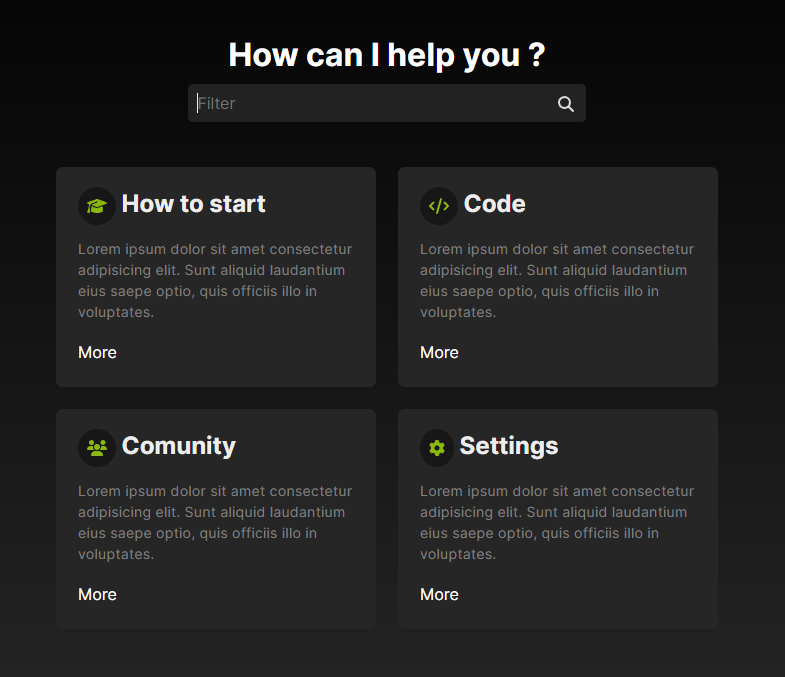 How can I help you ?
Filter
How to start
Lorem ipsum dolor sit amet consectetur
adipisicing elit. Sunt aliquid laudantium
eius saepe optio, quis officiis illo in
voluptates.
More
Code
Lorem ipsum dolor sit amet consectetur
adipisicing elit. Sunt aliquid laudantium
eius saepe optio, quis officiis illo in
voluptates.
More
Comunity
Lorem ipsum dolor sit amet consectetur
adipisicing elit. Sunt aliquid laudantium
eius saepe optio, quis officiis illo in
voluptates.
More
Settings
Lorem ipsum dolor sit amet consectetur
adipisicing elit. Sunt aliquid laudantium
eius saepe optio, quis officiis illo in
voluptates.
More